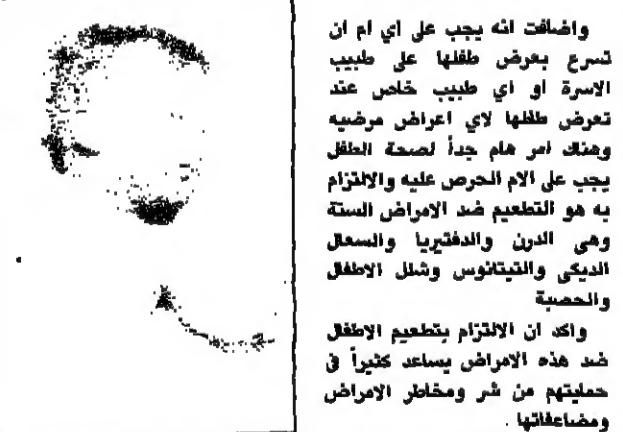 واضافت انه يجب على اي ام ان
تسرع بعرض طفلها على طبيب
الاسرة او اي طبيب خاص عند
تعرض طفلها لاي اعراض مرضيه
وهناك امر هام جداً لصحة الطفل
يجب على الام الحرص عليه والالتزام
به هو التطعيم ضد الامراض الستة
وهى الدرن والدفتيريا والسعال
الديكى والتيتانوس وشلل الاطفال
والحصبة
واكد ان الالتزام بتطعيم الاطفال
ضد هذه الامراض يساعد كثيراً في
حمليتهم من شر ومخاطر الامراض
ومضاعفاتها .